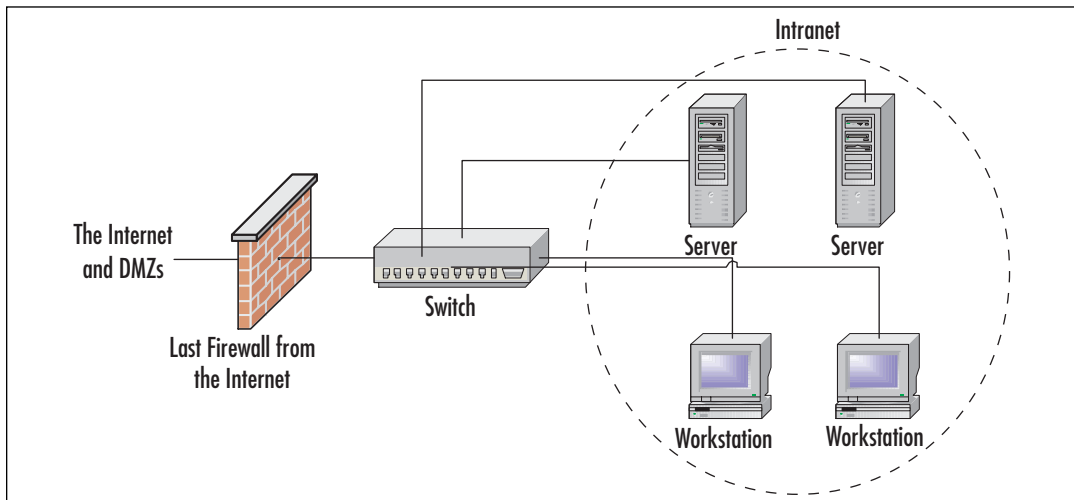 Intranet
The Internet
and DMZs
Server
Server
Switch
Last Firewall from
the Internet
Workstation
Workstation